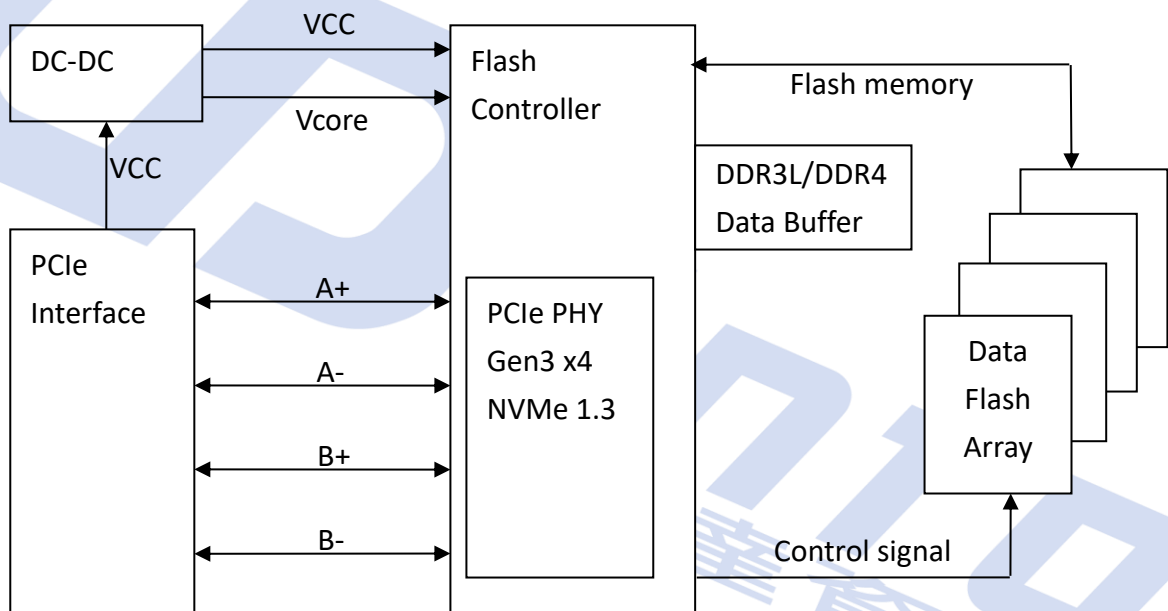 DC-DC
VCC
Vcore
VCC
Flash
Controller
Flash memory
DDR3L/DDR4
Data Buffer
PCIe
Interface
A+
A-
B+
B-
PCIe PHY
Gen3 x4
NVMe 1.3
Data
Flash
Array
Control signal